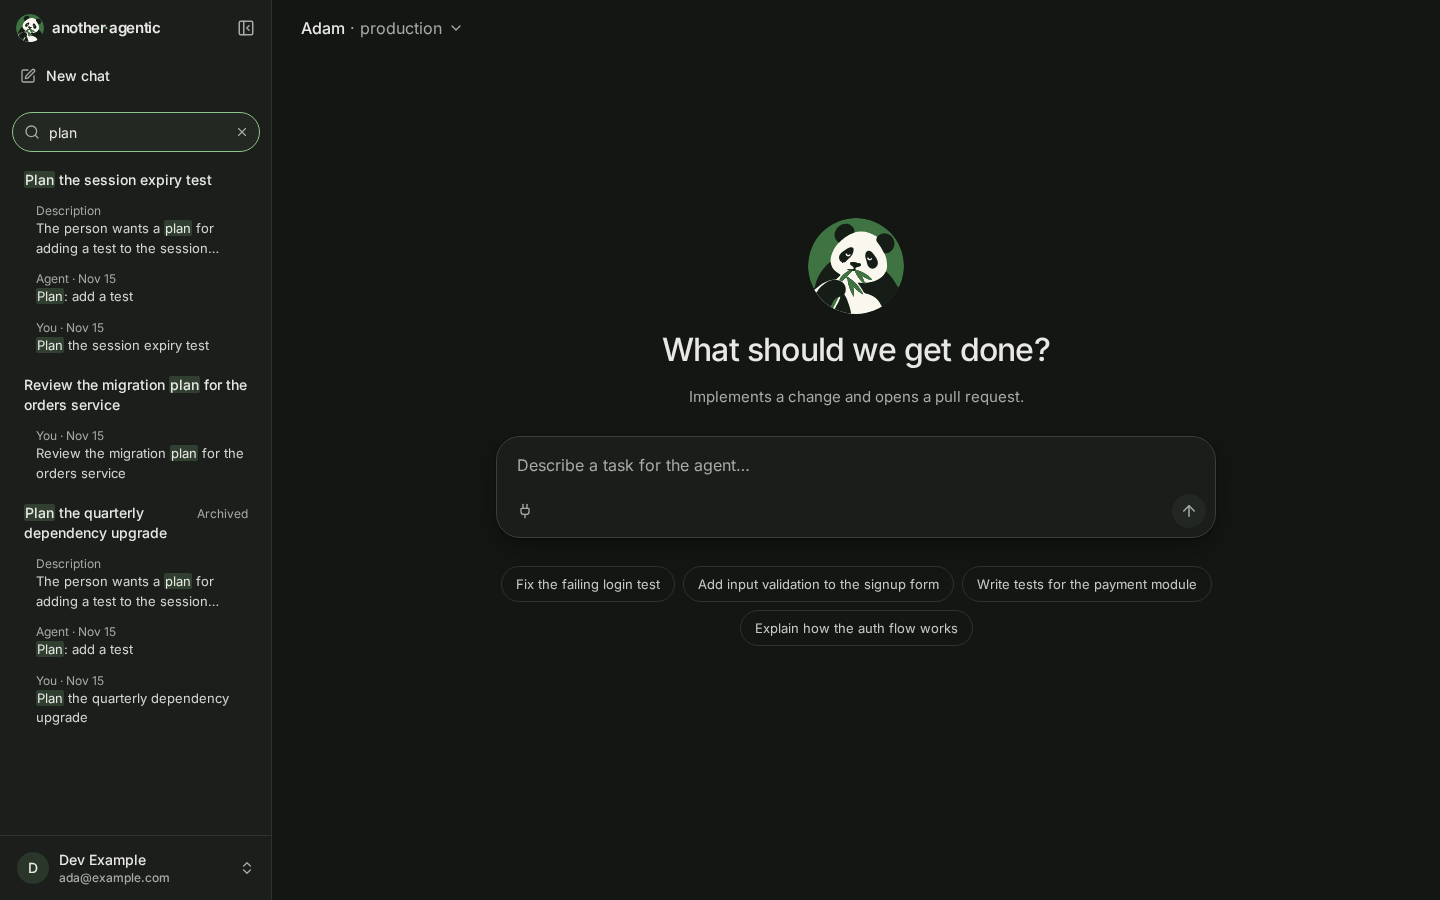 another·agentic
New chat
plan
Plan the session expiry test
Description
The person wants a plan for
adding a test to the session...
Agent · Nov 15
Plan: add a test
You · Nov 15
Plan the session expiry test
Review the migration plan for the
orders service
You · Nov 15
Review the migration plan for the
orders service
Plan the quarterly
dependency upgrade
Archived
Description
The person wants a plan for
adding a test to the session...
Agent · Nov 15
Plan: add a test
You · Nov 15
Plan the quarterly dependency
upgrade
D
Dev Example
ada@example.com
Adam · production
What should we get done?
Implements a change and opens a pull request.
Describe a task for the agent...
Fix the failing login test
Add input validation to the signup form
Write tests for the payment module
Explain how the auth flow works